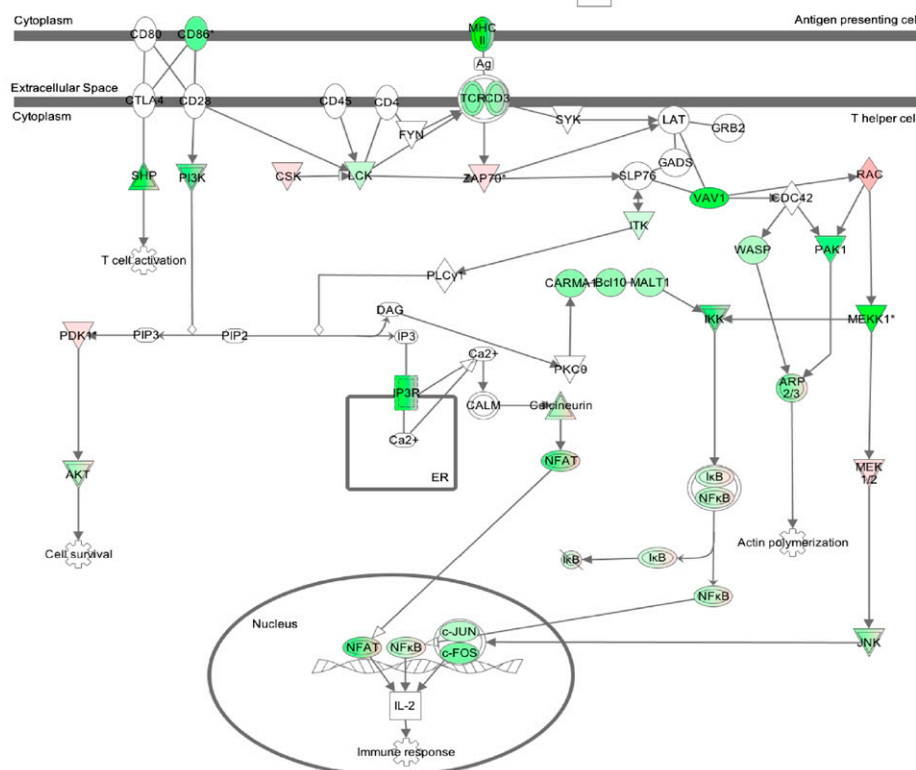 Cytoplasm
Antigen presenting cell
CD80
CD86*
MHC
II
Ag
Extracellular Space
CTLA4
CD28
CD45
CD4
TCR
CD3
Cytoplasm
T helper cell
FYN
SYK
LAT
GRB2
GADS
SHP
PI3K
CSK
LCK
ZAP70*
SLP76
VAV1
CDC42
RAC
ITK
WASP
PAK1
T cell activation
PLCγ1
CARMA1
Bcl10
MALT1
DAG
IKK
MEKK1*
PDK1*
PIP3
PIP2
IP3
Ca2+
PKCθ
IP3R
CALM
Calcineurin
ARP
2/3
Ca2+
ER
NFAT
AKT
IκB
NFκB
MEK
1/2
Cell survival
IκB
IκB
Actin polymerization
NFκB
Nucleus
c-JUN
NFAT
NFκB
c-FOS
JNK
IL-2
Immune response